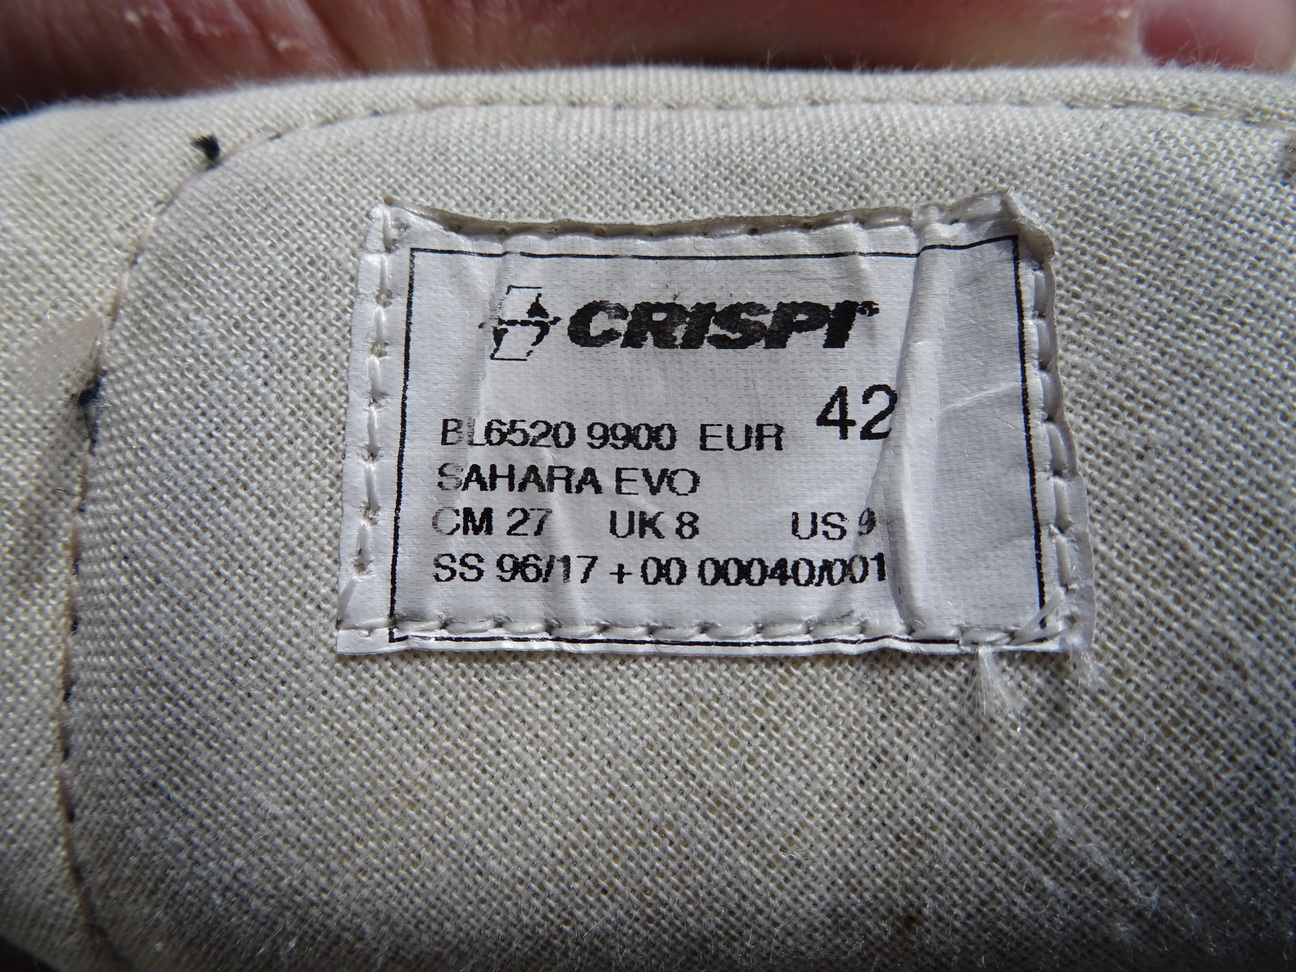 CRISPI®
BL6520 9900 EUR 42
SAHARA EVO
CM 27 UK 8 US 9
SS 96/17 + 00 00040/001